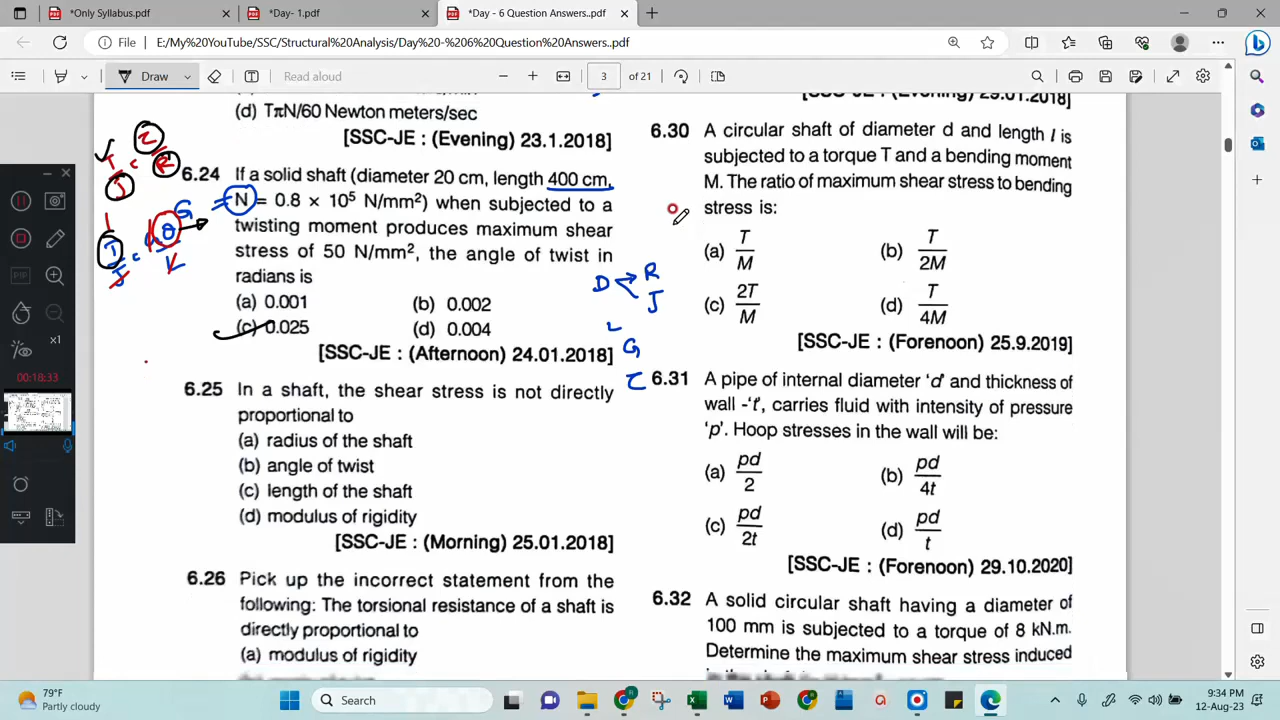 *Only Syllabus.pdf
*Day- 1.pdf
*Day - 6 Question Answers..pdf
File
E:/My%20YouTube/SSC/Structural%20Analysis/Day%20-%206%20Question%20Answers..pdf
Draw
Read aloud
3
of 21
(d) TπN/60 Newton meters/sec
[SSC-JE : (Evening) 23.1.2018]
6.24 If a solid shaft (diameter 20 cm, length 400 cm,
N = 0.8 × 10⁵ N/mm²) when subjected to a
twisting moment produces maximum shear
stress of 50 N/mm², the angle of twist in
radians is
(a) 0.001 (b) 0.002
(c) 0.025 (d) 0.004
[SSC-JE : (Afternoon) 24.01.2018]
6.25 In a shaft, the shear stress is not directly
proportional to
(a) radius of the shaft
(b) angle of twist
(c) length of the shaft
(d) modulus of rigidity
[SSC-JE : (Morning) 25.01.2018]
6.26 Pick up the incorrect statement from the
following: The torsional resistance of a shaft is
directly proportional to
(a) modulus of rigidity
G
D R
J
L
G
τ
[SSC-JE : (Evening) 29.01.2018]
6.30 A circular shaft of diameter d and length l is
subjected to a torque T and a bending moment
M. The ratio of maximum shear stress to bending
stress is:
(a) T/M (b) T/2M
(c) 2T/M (d) T/4M
[SSC-JE : (Forenoon) 25.9.2019]
6.31 A pipe of internal diameter 'd' and thickness of
wall -'t', carries fluid with intensity of pressure
'p'. Hoop stresses in the wall will be:
(a) pd/2 (b) pd/4t
(c) pd/2t (d) pd/t
[SSC-JE : (Forenoon) 29.10.2020]
6.32 A solid circular shaft having a diameter of
100 mm is subjected to a torque of 8 kN.m.
Determine the maximum shear stress induced
PIP
x1
00:18:33
79°F
Partly cloudy
Search
9:34 PM
12-Aug-23